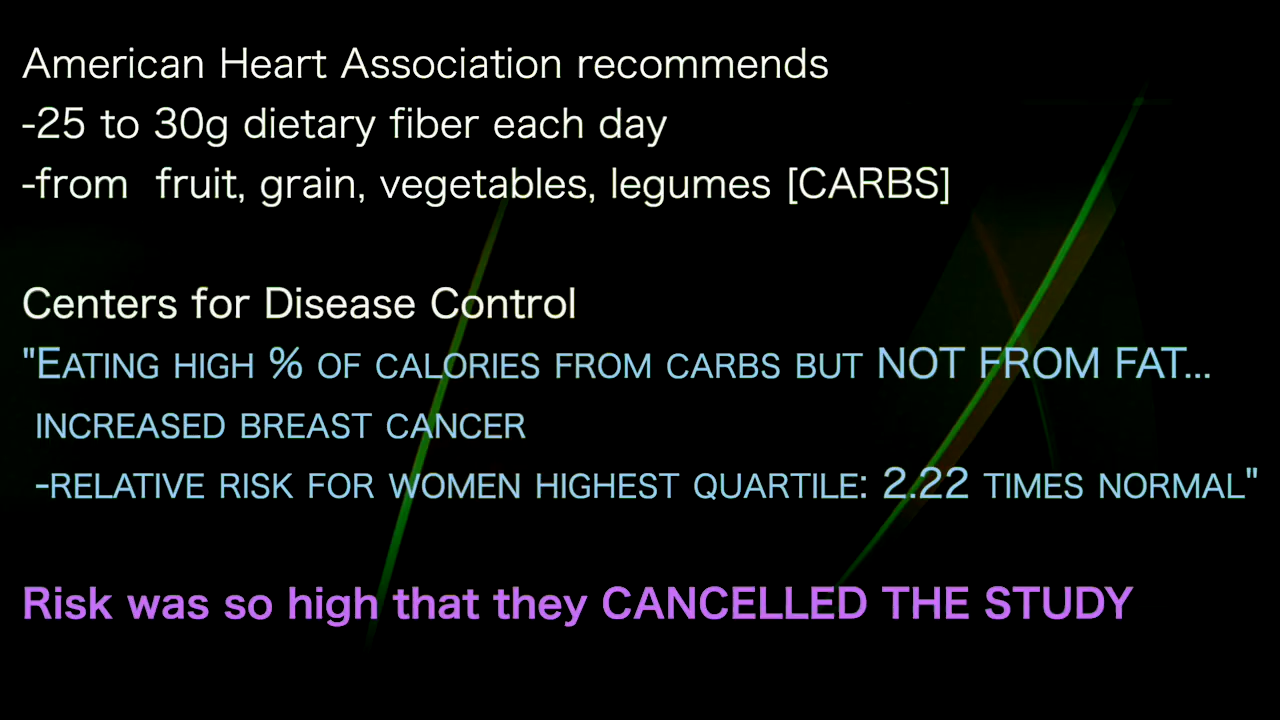 American Heart Association recommends
-25 to 30g dietary fiber each day
-from  fruit, grain, vegetables, legumes [CARBS]
Centers for Disease Control
"EATING HIGH % OF CALORIES FROM CARBS BUT NOT FROM FAT...
INCREASED BREAST CANCER
-RELATIVE RISK FOR WOMEN HIGHEST QUARTILE: 2.22 TIMES NORMAL"
Risk was so high that they CANCELLED THE STUDY